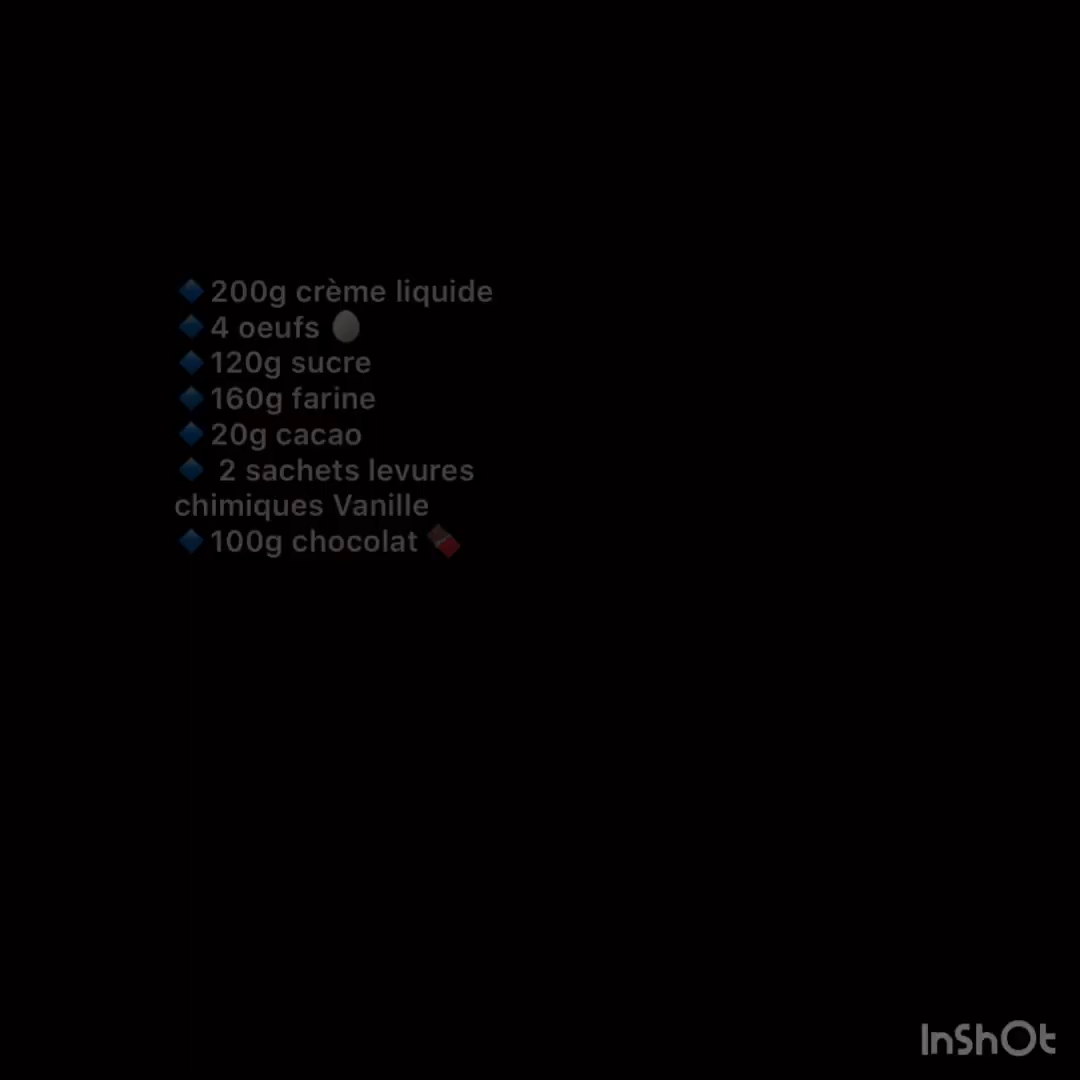 🔹200g crème liquide
🔹4 oeufs 🥚
🔹120g sucre
🔹160g farine
🔹20g cacao
🔹 2 sachets levures
chimiques Vanille
🔹100g chocolat 🍫
InShOt